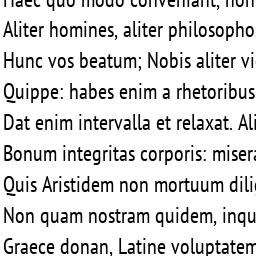 Haec quo modo conveniant, non
Aliter homines, aliter philosopho
Hunc vos beatum; Nobis aliter vi
Quippe: habes enim a rhetoribus
Dat enim intervalla et relaxat. Ali
Bonum integritas corporis: misera
Quis Aristidem non mortuum dili
Non quam nostram quidem, inqu
Graece donan, Latine voluptatem